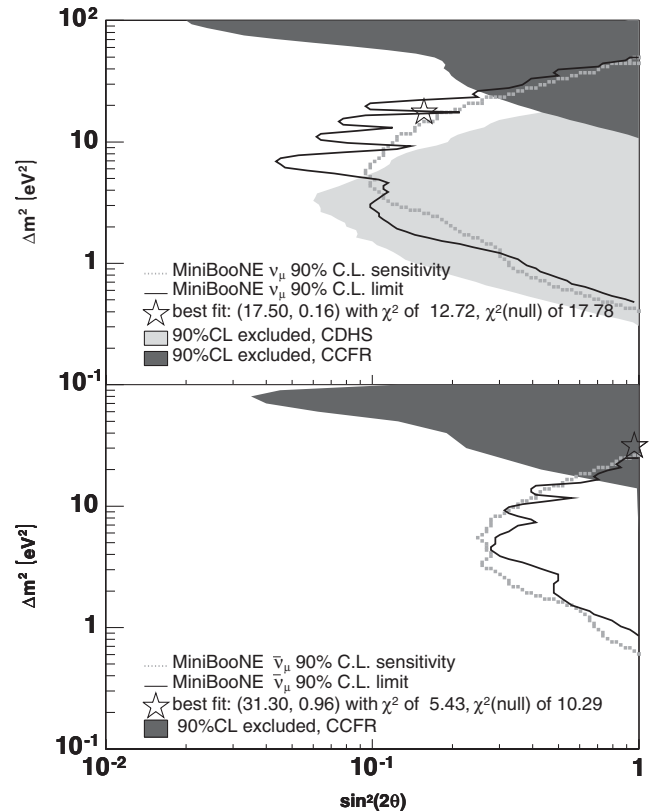 10²
10
1
10⁻¹
Δm² [eV²]
MiniBooNE νμ 90% C.L. sensitivity
MiniBooNE νμ 90% C.L. limit
best fit: (17.50, 0.16) with χ² of 12.72, χ²(null) of 17.78
90%CL excluded, CDHS
90%CL excluded, CCFR
10
1
10⁻¹
Δm² [eV²]
MiniBooNE ν̄μ 90% C.L. sensitivity
MiniBooNE ν̄μ 90% C.L. limit
best fit: (31.30, 0.96) with χ² of 5.43, χ²(null) of 10.29
90%CL excluded, CCFR
10⁻² 10⁻¹ 1
sin²(2θ)